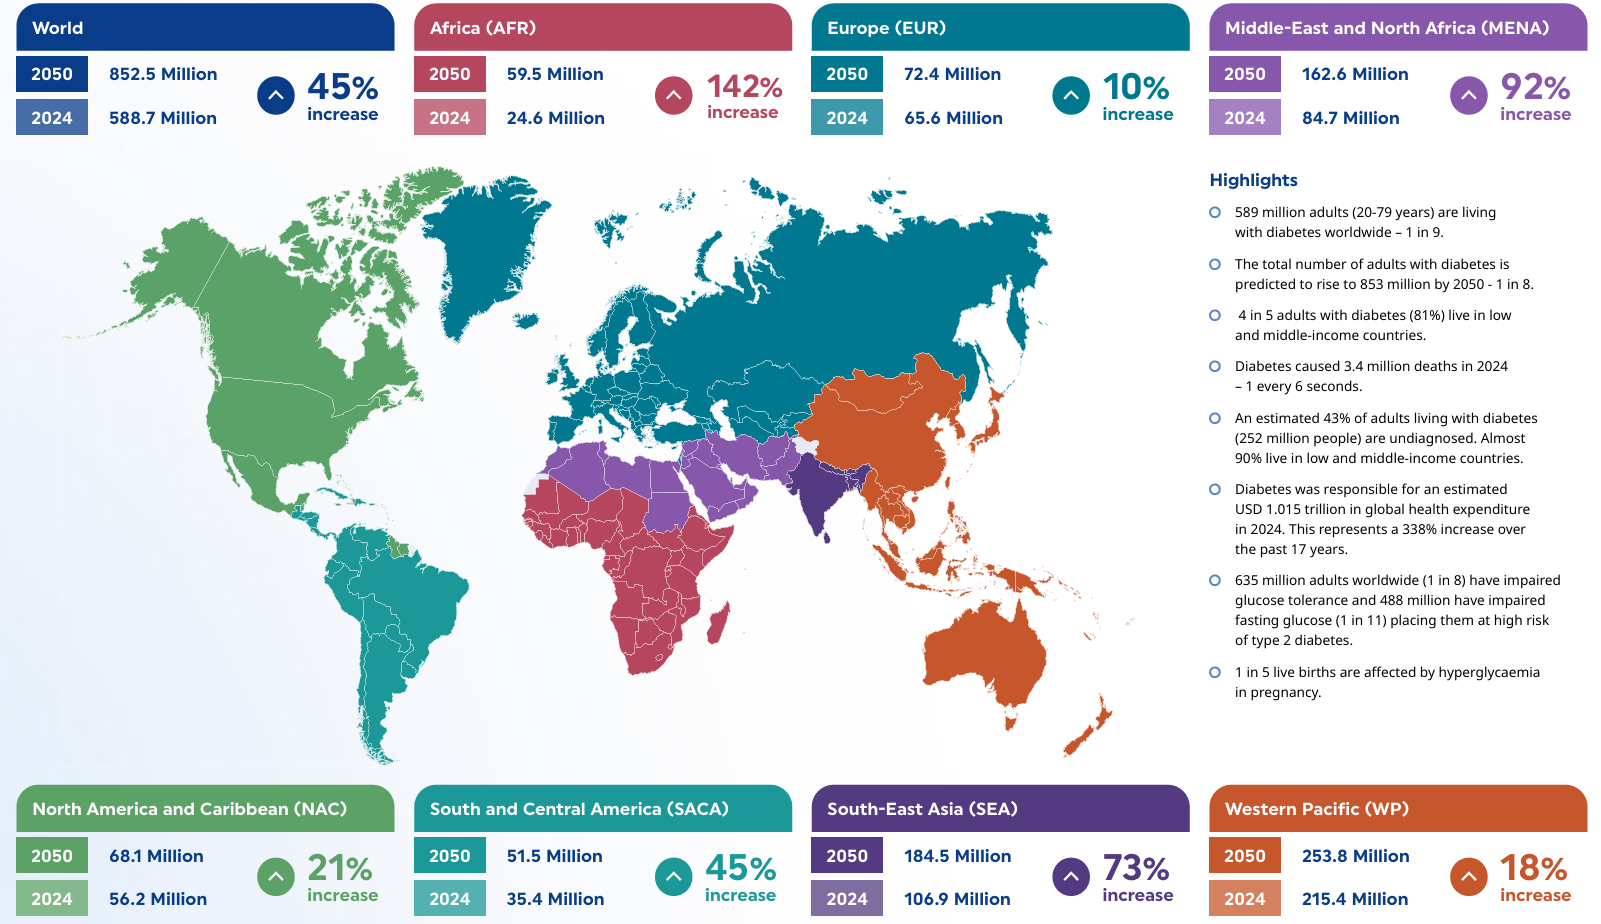 World
2050 852.5 Million
2024 588.7 Million
45%
increase
Africa (AFR)
2050 59.5 Million
2024 24.6 Million
142%
increase
Europe (EUR)
2050 72.4 Million
2024 65.6 Million
10%
increase
Middle-East and North Africa (MENA)
2050 162.6 Million
2024 84.7 Million
92%
increase
Highlights
589 million adults (20-79 years) are living
with diabetes worldwide – 1 in 9.
The total number of adults with diabetes is
predicted to rise to 853 million by 2050 - 1 in 8.
4 in 5 adults with diabetes (81%) live in low
and middle-income countries.
Diabetes caused 3.4 million deaths in 2024
– 1 every 6 seconds.
An estimated 43% of adults living with diabetes
(252 million people) are undiagnosed. Almost
90% live in low and middle-income countries.
Diabetes was responsible for an estimated
USD 1.015 trillion in global health expenditure
in 2024. This represents a 338% increase over
the past 17 years.
635 million adults worldwide (1 in 8) have impaired
glucose tolerance and 488 million have impaired
fasting glucose (1 in 11) placing them at high risk
of type 2 diabetes.
1 in 5 live births are affected by hyperglycaemia
in pregnancy.
North America and Caribbean (NAC)
2050 68.1 Million
2024 56.2 Million
21%
increase
South and Central America (SACA)
2050 51.5 Million
2024 35.4 Million
45%
increase
South-East Asia (SEA)
2050 184.5 Million
2024 106.9 Million
73%
increase
Western Pacific (WP)
2050 253.8 Million
2024 215.4 Million
18%
increase